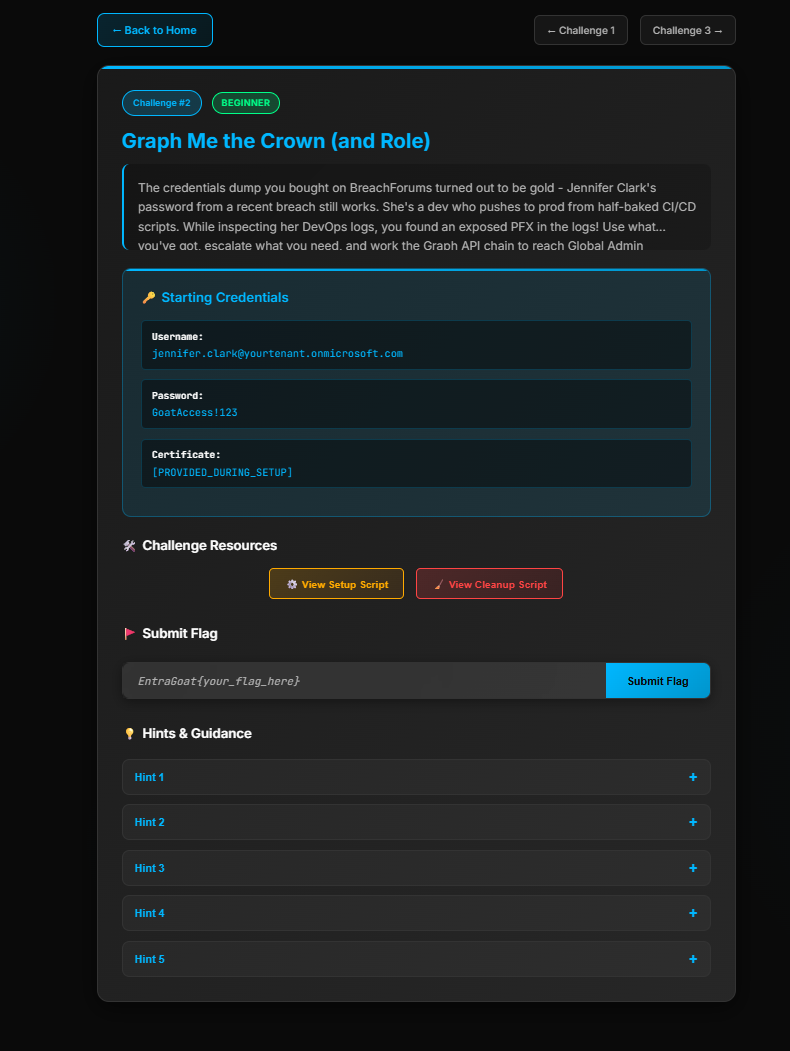 ← Back to Home
← Challenge 1
Challenge 3 →
Challenge #2
BEGINNER
Graph Me the Crown (and Role)
The credentials dump you bought on BreachForums turned out to be gold - Jennifer Clark's
password from a recent breach still works. She's a dev who pushes to prod from half-baked CI/CD
scripts. While inspecting her DevOps logs, you found an exposed PFX in the logs! Use what...
you've got, escalate what you need, and work the Graph API chain to reach Global Admin
🔑 Starting Credentials
Username:
jennifer.clark@yourtenant.onmicrosoft.com
Password:
GoatAccess!123
Certificate:
[PROVIDED_DURING_SETUP]
🛠 Challenge Resources
⚙ View Setup Script
🧹 View Cleanup Script
🚩 Submit Flag
EntraGoat{your_flag_here}
Submit Flag
💡 Hints & Guidance
Hint 1 +
Hint 2 +
Hint 3 +
Hint 4 +
Hint 5 +